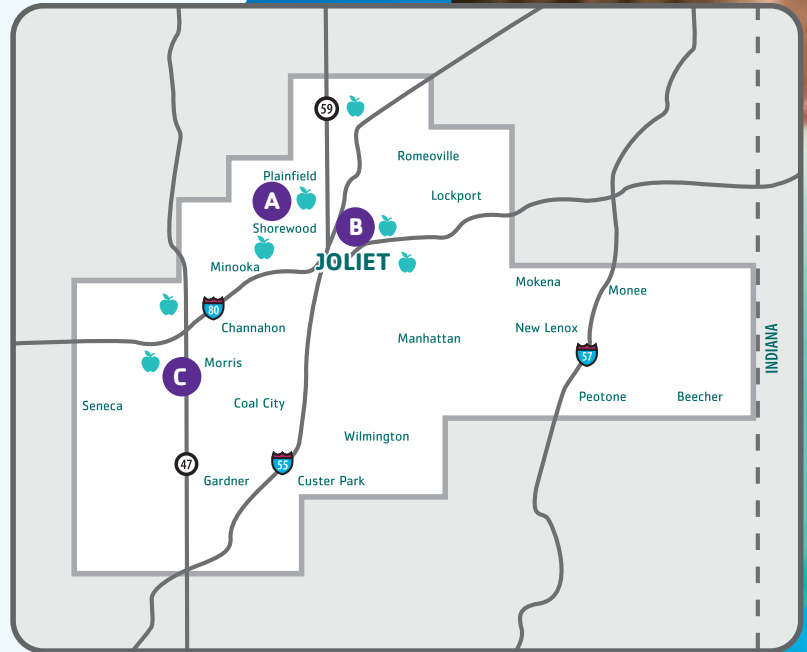 59
Romeoville
Plainfield
Lockport
A
B
Shorewood
JOLIET
Minooka
Mokena
Monee
80
Channahon
New Lenox
Manhattan
INDIANA
57
Morris
C
Peotone
Beecher
Coal City
Seneca
Wilmington
47
55
Gardner
Custer Park